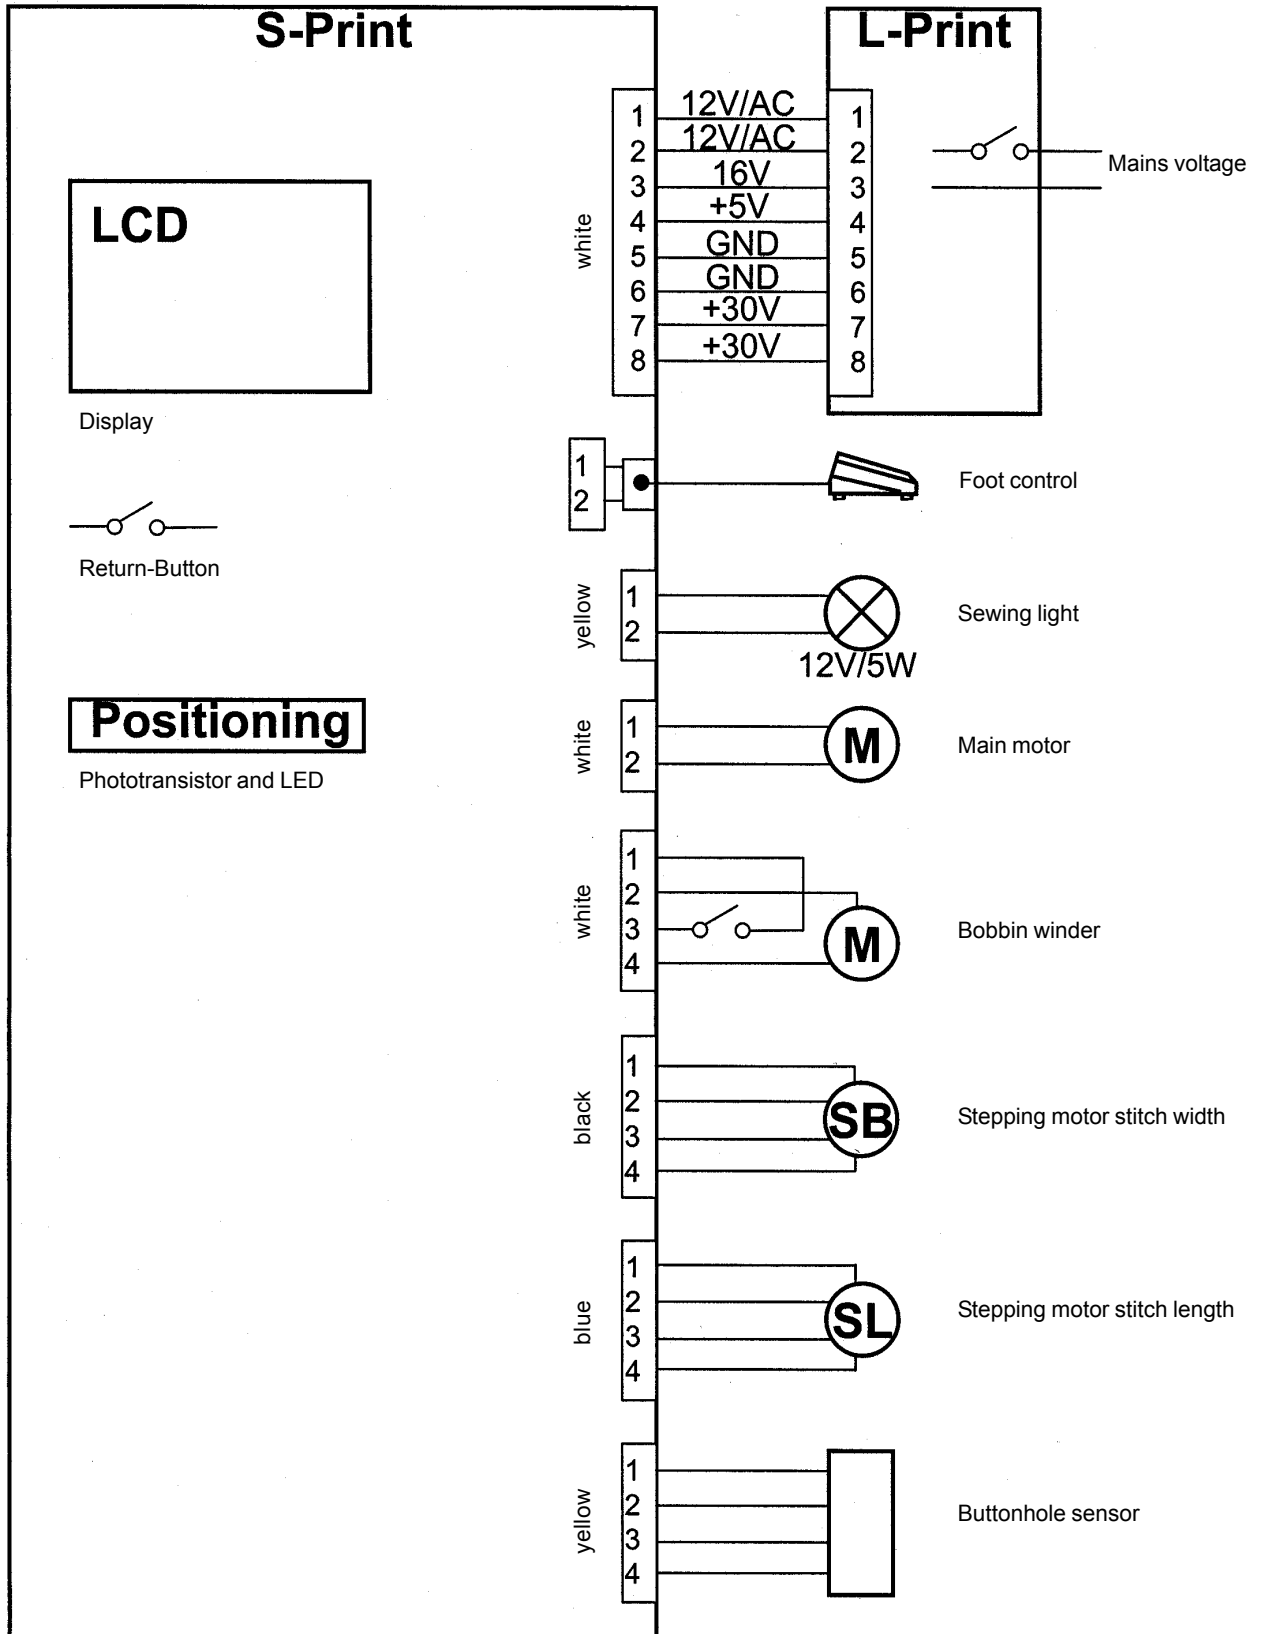 S-Print
L-Print
1 12V/AC 1
2 12V/AC 2
3 16V 3
4 +5V 4
5 GND 5
6 GND 6
7 +30V 7
8 +30V 8
white
Mains voltage
LCD
Display
1
2
Foot control
Return-Button
yellow
1
2
12V/5W
Sewing light
Positioning
Phototransistor and LED
white
1
2
M
Main motor
white
1
2
3
4
M
Bobbin winder
black
1
2
3
4
SB
Stepping motor stitch width
blue
1
2
3
4
SL
Stepping motor stitch length
yellow
1
2
3
4
Buttonhole sensor